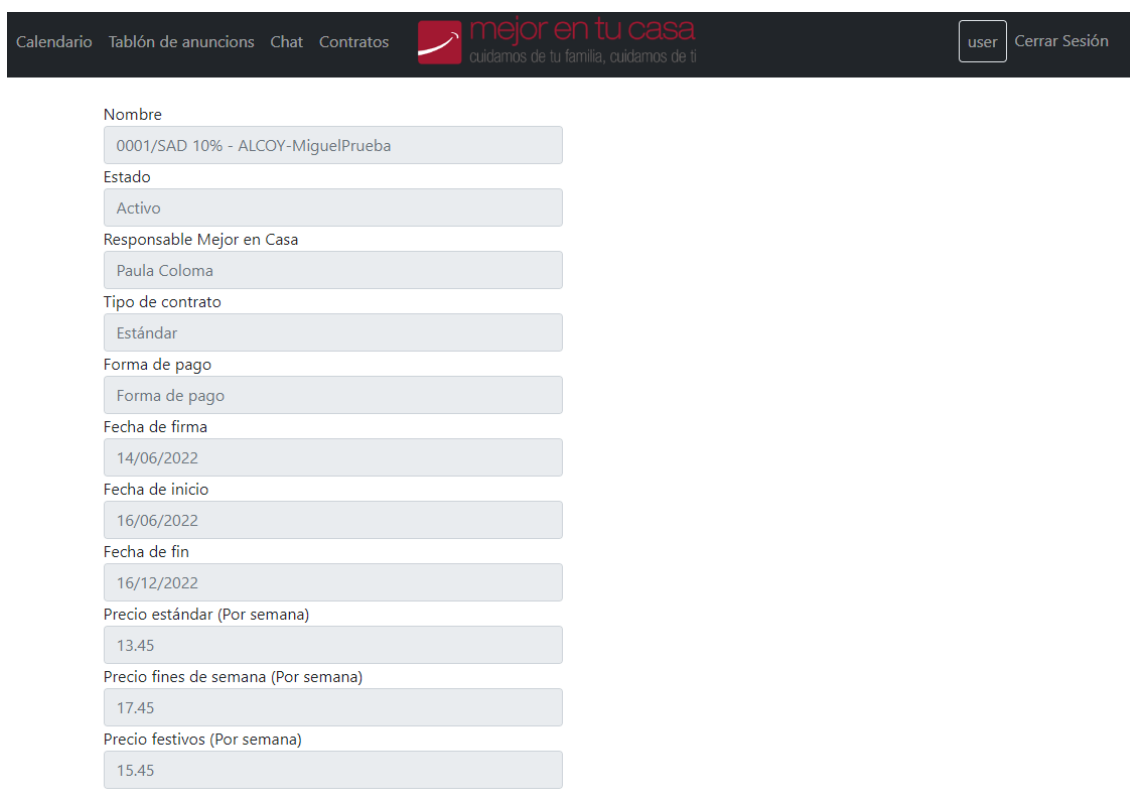 Calendario Tablón de anuncions Chat Contratos
mejor en tu casa
cuidamos de tu familia, cuidamos de ti
user Cerrar Sesión
Nombre
0001/SAD 10% - ALCOY-MiguelPrueba
Estado
Activo
Responsable Mejor en Casa
Paula Coloma
Tipo de contrato
Estándar
Forma de pago
Forma de pago
Fecha de firma
14/06/2022
Fecha de inicio
16/06/2022
Fecha de fin
16/12/2022
Precio estándar (Por semana)
13.45
Precio fines de semana (Por semana)
17.45
Precio festivos (Por semana)
15.45